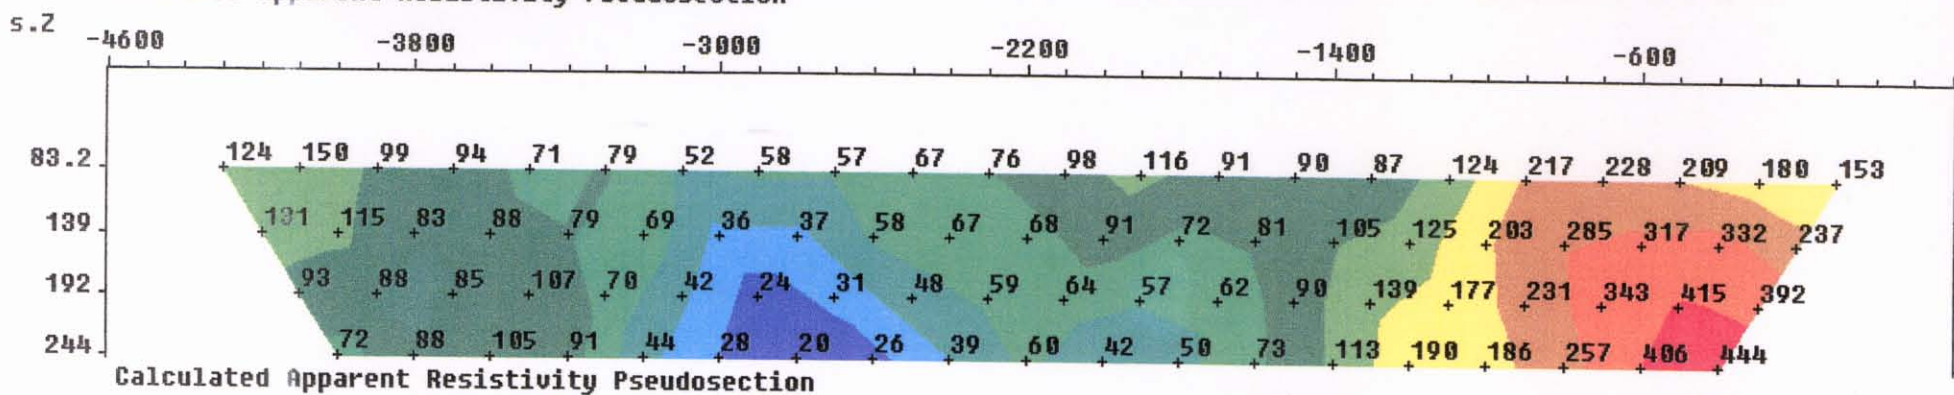 Apparent Resistivity Pseudosection
s.Z
-4600 -3800 -3000 -2200 -1400 -600
83.2 124 150 99 94 71 79 52 58 57 67 76 98 116 91 90 87 124 217 228 209 180 153
139 131 115 83 88 79 69 36 37 58 67 68 91 72 81 105 125 203 285 317 332 237
192 93 88 85 107 70 42 24 31 48 59 64 57 62 90 139 177 231 343 415 392
244 72 88 105 91 44 28 20 26 39 60 42 50 73 113 190 186 257 406 444
Calculated Apparent Resistivity Pseudosection